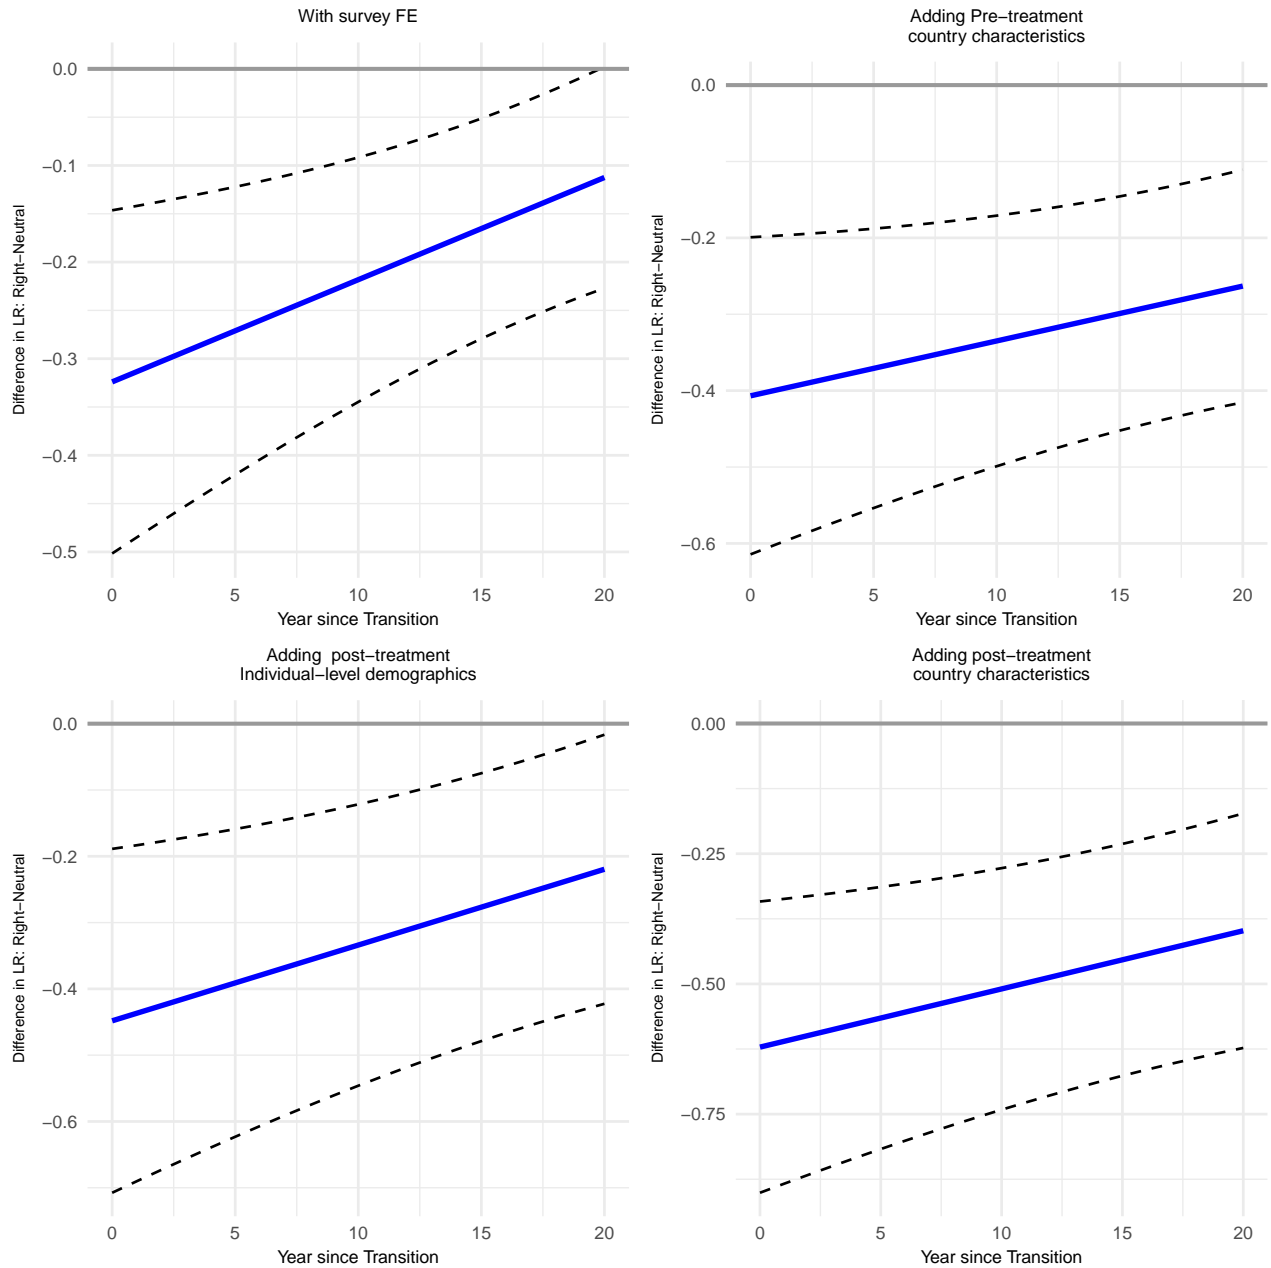 With survey FE
0.0
−0.1
−0.2
−0.3
−0.4
−0.5
Difference in LR: Right−Neutral
0 5 10 15 20
Year since Transition
Adding Pre−treatment
country characteristics
0.0
−0.2
−0.4
−0.6
Difference in LR: Right−Neutral
0 5 10 15 20
Year since Transition
Adding  post−treatment
Individual−level demographics
0.0
−0.2
−0.4
−0.6
Difference in LR: Right−Neutral
0 5 10 15 20
Year since Transition
Adding post−treatment
country characteristics
0.00
−0.25
−0.50
−0.75
Difference in LR: Right−Neutral
0 5 10 15 20
Year since Transition